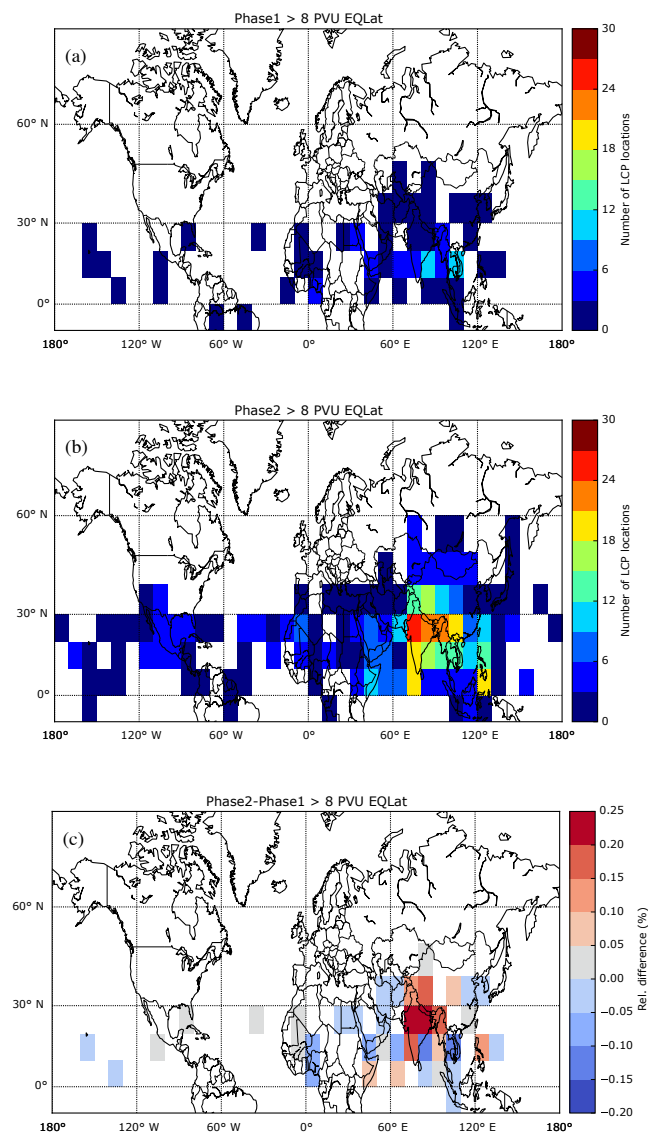 Phase1 > 8 PVU EQLat
(a)
60° N
30° N
0°
180°
120° W
60° W
0°
60° E
120° E
180°
30
24
18
12
6
0
Number of LCP locations
Phase2 > 8 PVU EQLat
(b)
60° N
30° N
0°
180°
120° W
60° W
0°
60° E
120° E
180°
30
24
18
12
6
0
Number of LCP locations
Phase2-Phase1 > 8 PVU EQLat
(c)
60° N
30° N
0°
180°
120° W
60° W
0°
60° E
120° E
180°
0.25
0.20
0.15
0.10
0.05
0.00
−0.05
−0.10
−0.15
−0.20
Rel. difference (%)